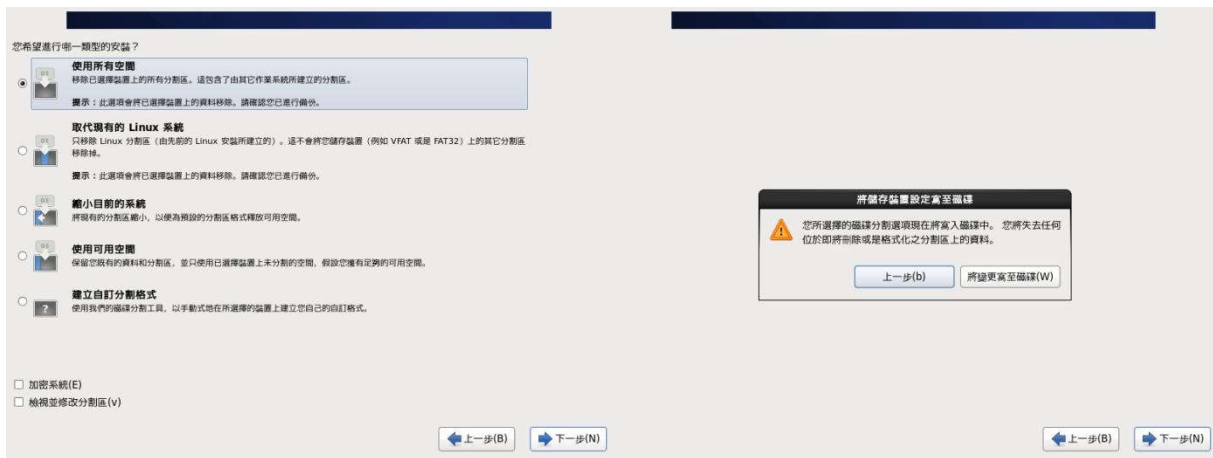 您希望進行哪一類型的安裝？
使用所有空間
移除已選擇裝置上的所有分割區。這包含了由其它作業系統所建立的分割區。
提示：此選項會將已選擇裝置上的資料移除。請確認您已進行備份。
取代現有的 Linux 系統
只移除 Linux 分割區（由先前的 Linux 安裝所建立的）。這不會將您儲存裝置（例如 VFAT 或是 FAT32）上的其它分割區
移除掉。
提示：此選項會將已選擇裝置上的資料移除。請確認您已進行備份。
縮小目前的系統
將現有的分割區縮小，以便為預設的分割區格式釋放可用空間。
使用可用空間
保留您既有的資料和分割區，並只使用已選擇裝置上未分割的空間，假設您擁有足夠的可用空間。
建立自訂分割格式
使用我們的磁碟分割工具，以手動式地在所選擇的裝置上建立您自己的自訂格式。
加密系統(E)
檢視並修改分割區(v)
上一步(B)
下一步(N)
將儲存裝置設定寫至磁碟
您所選擇的磁碟分割選項現在將寫入磁碟中。 您將失去任何
位於即將刪除或是格式化之分割區上的資料。
上一步(b)
將變更寫至磁碟(W)
上一步(B)
下一步(N)